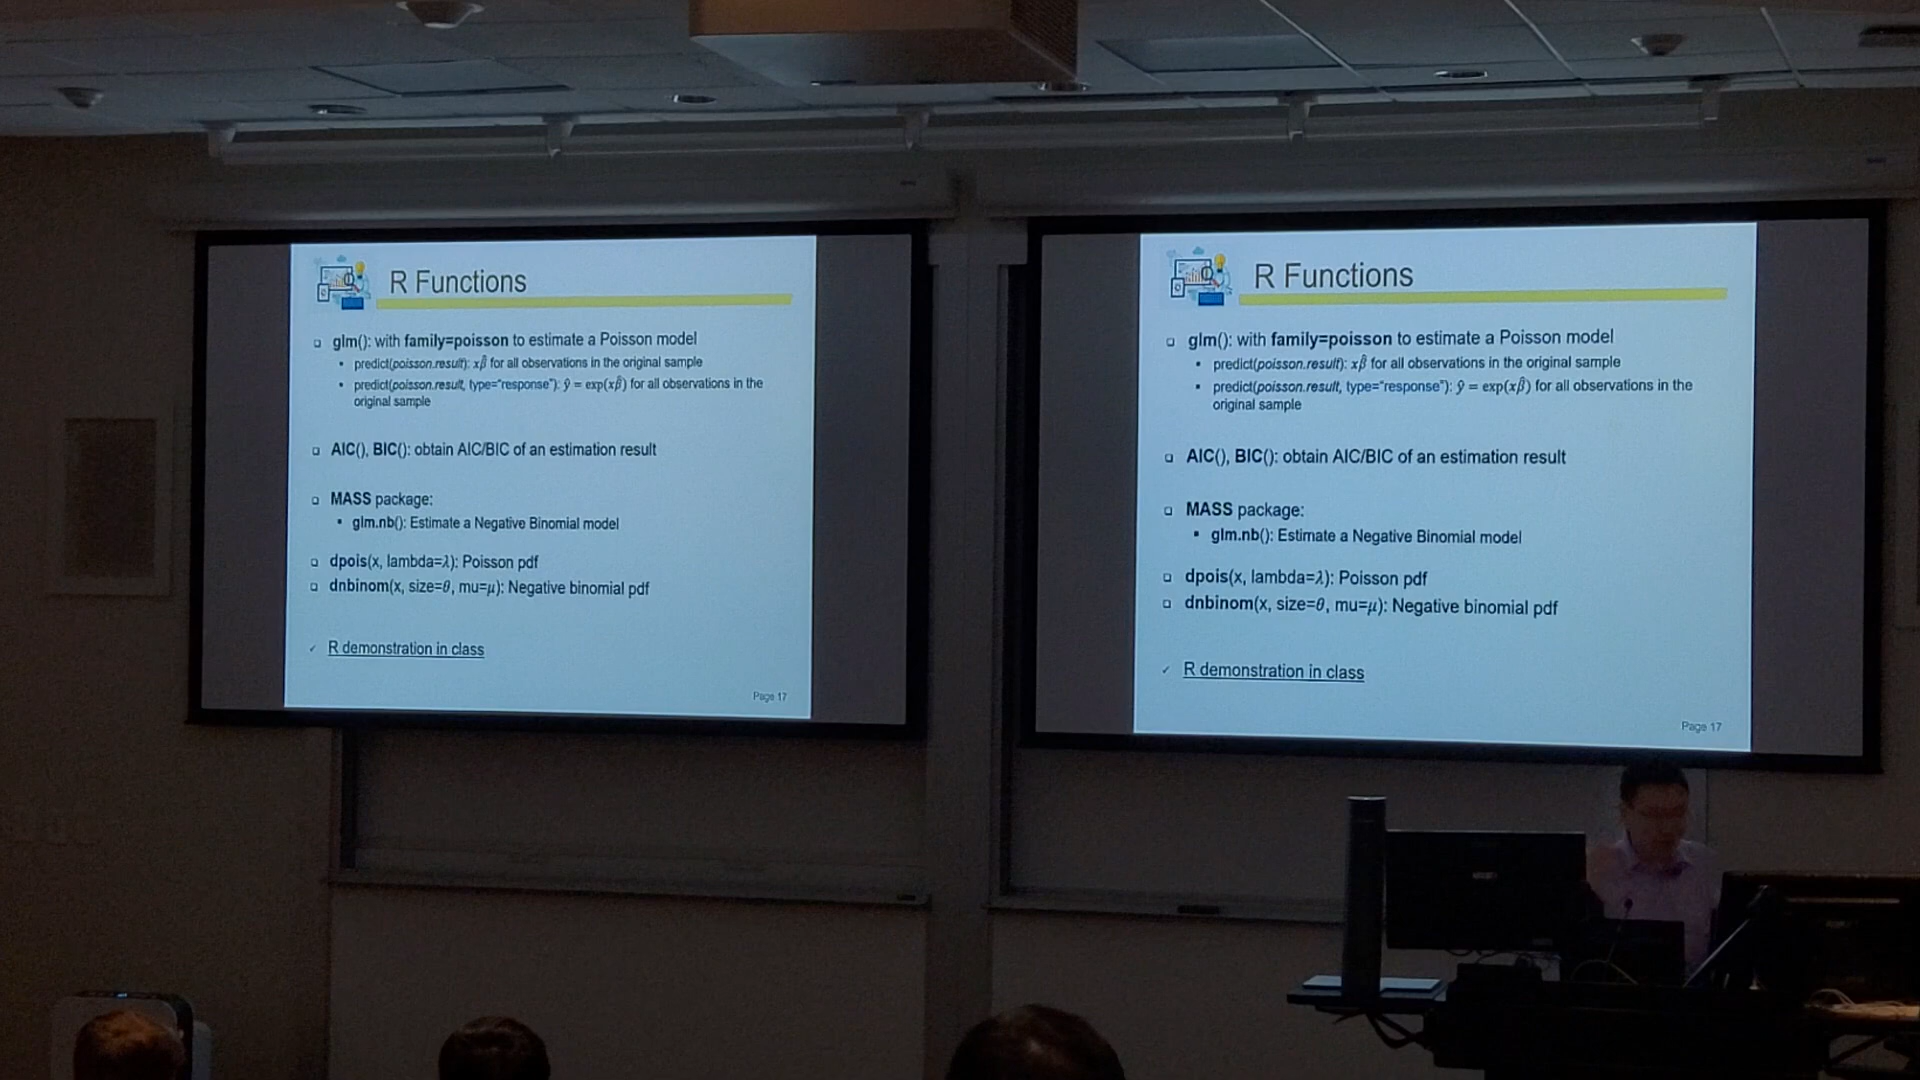 R Functions
glm(): with family=poisson to estimate a Poisson model
predict(poisson.result): xβ̂ for all observations in the original sample
predict(poisson.result, type="response"): ŷ = exp(xβ̂) for all observations in the
original sample
AIC(), BIC(): obtain AIC/BIC of an estimation result
MASS package:
glm.nb(): Estimate a Negative Binomial model
dpois(x, lambda=λ): Poisson pdf
dnbinom(x, size=θ, mu=μ): Negative binomial pdf
R demonstration in class
Page 17
R Functions
glm(): with family=poisson to estimate a Poisson model
predict(poisson.result): xβ̂ for all observations in the original sample
predict(poisson.result, type="response"): ŷ = exp(xβ̂) for all observations in the
original sample
AIC(), BIC(): obtain AIC/BIC of an estimation result
MASS package:
glm.nb(): Estimate a Negative Binomial model
dpois(x, lambda=λ): Poisson pdf
dnbinom(x, size=θ, mu=μ): Negative binomial pdf
R demonstration in class
Page 17